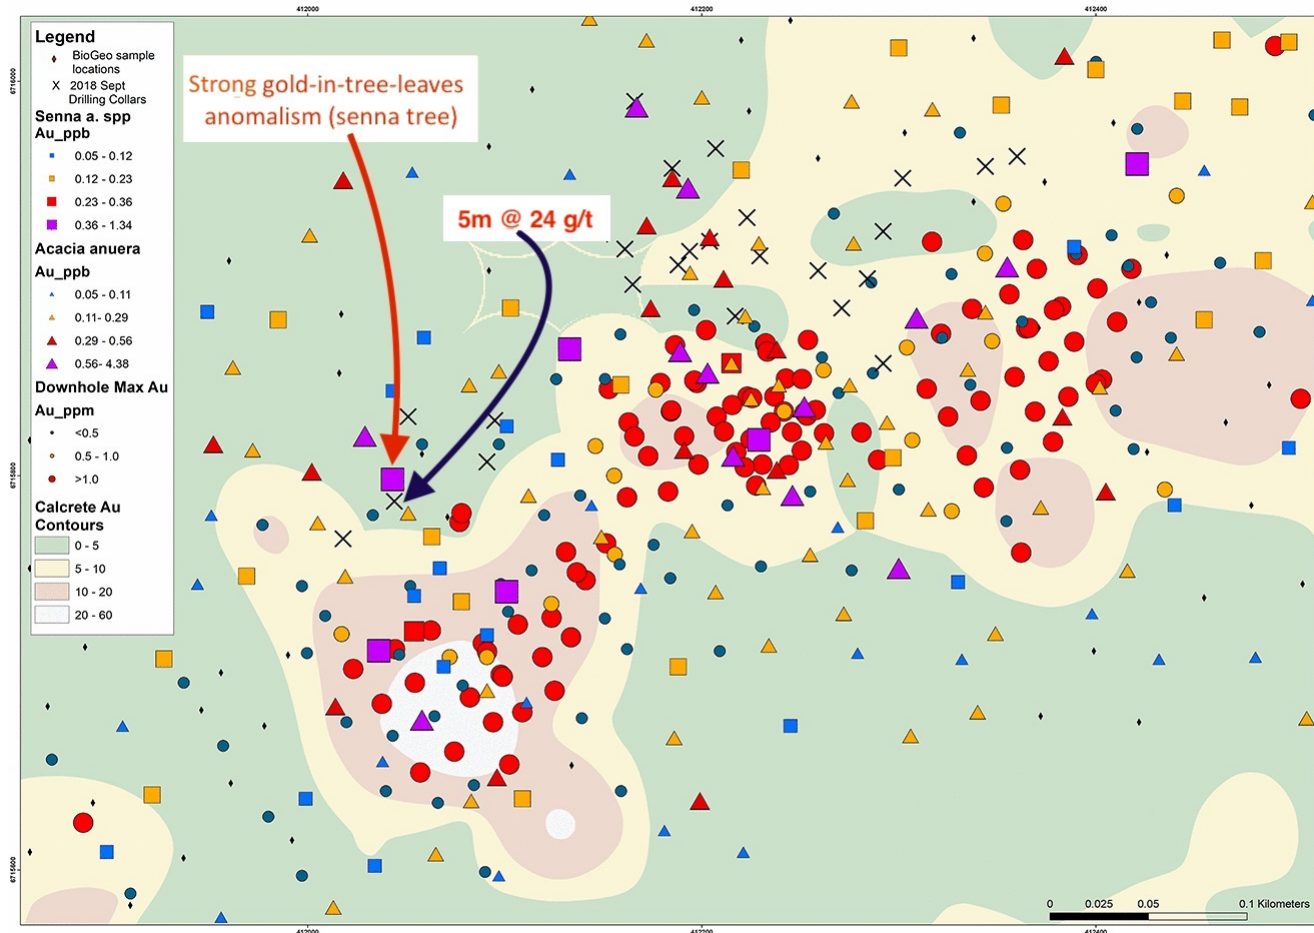 412000
412200
412400
6716000
6715800
6715600
Legend
BioGeo sample
locations
2018 Sept
Drilling Collars
Senna a. spp
Au_ppb
0.05 - 0.12
0.12 - 0.23
0.23 - 0.36
0.36 - 1.34
Acacia anuera
Au_ppb
0.05 - 0.11
0.11- 0.29
0.29 - 0.56
0.56- 4.38
Downhole Max Au
Au_ppm
<0.5
0.5 - 1.0
>1.0
Calcrete Au
Contours
0 - 5
5 - 10
10 - 20
20 - 60
Strong gold-in-tree-leaves
anomalism (senna tree)
5m @ 24 g/t
0 0.025 0.05 0.1 Kilometers
412000
412200
412400